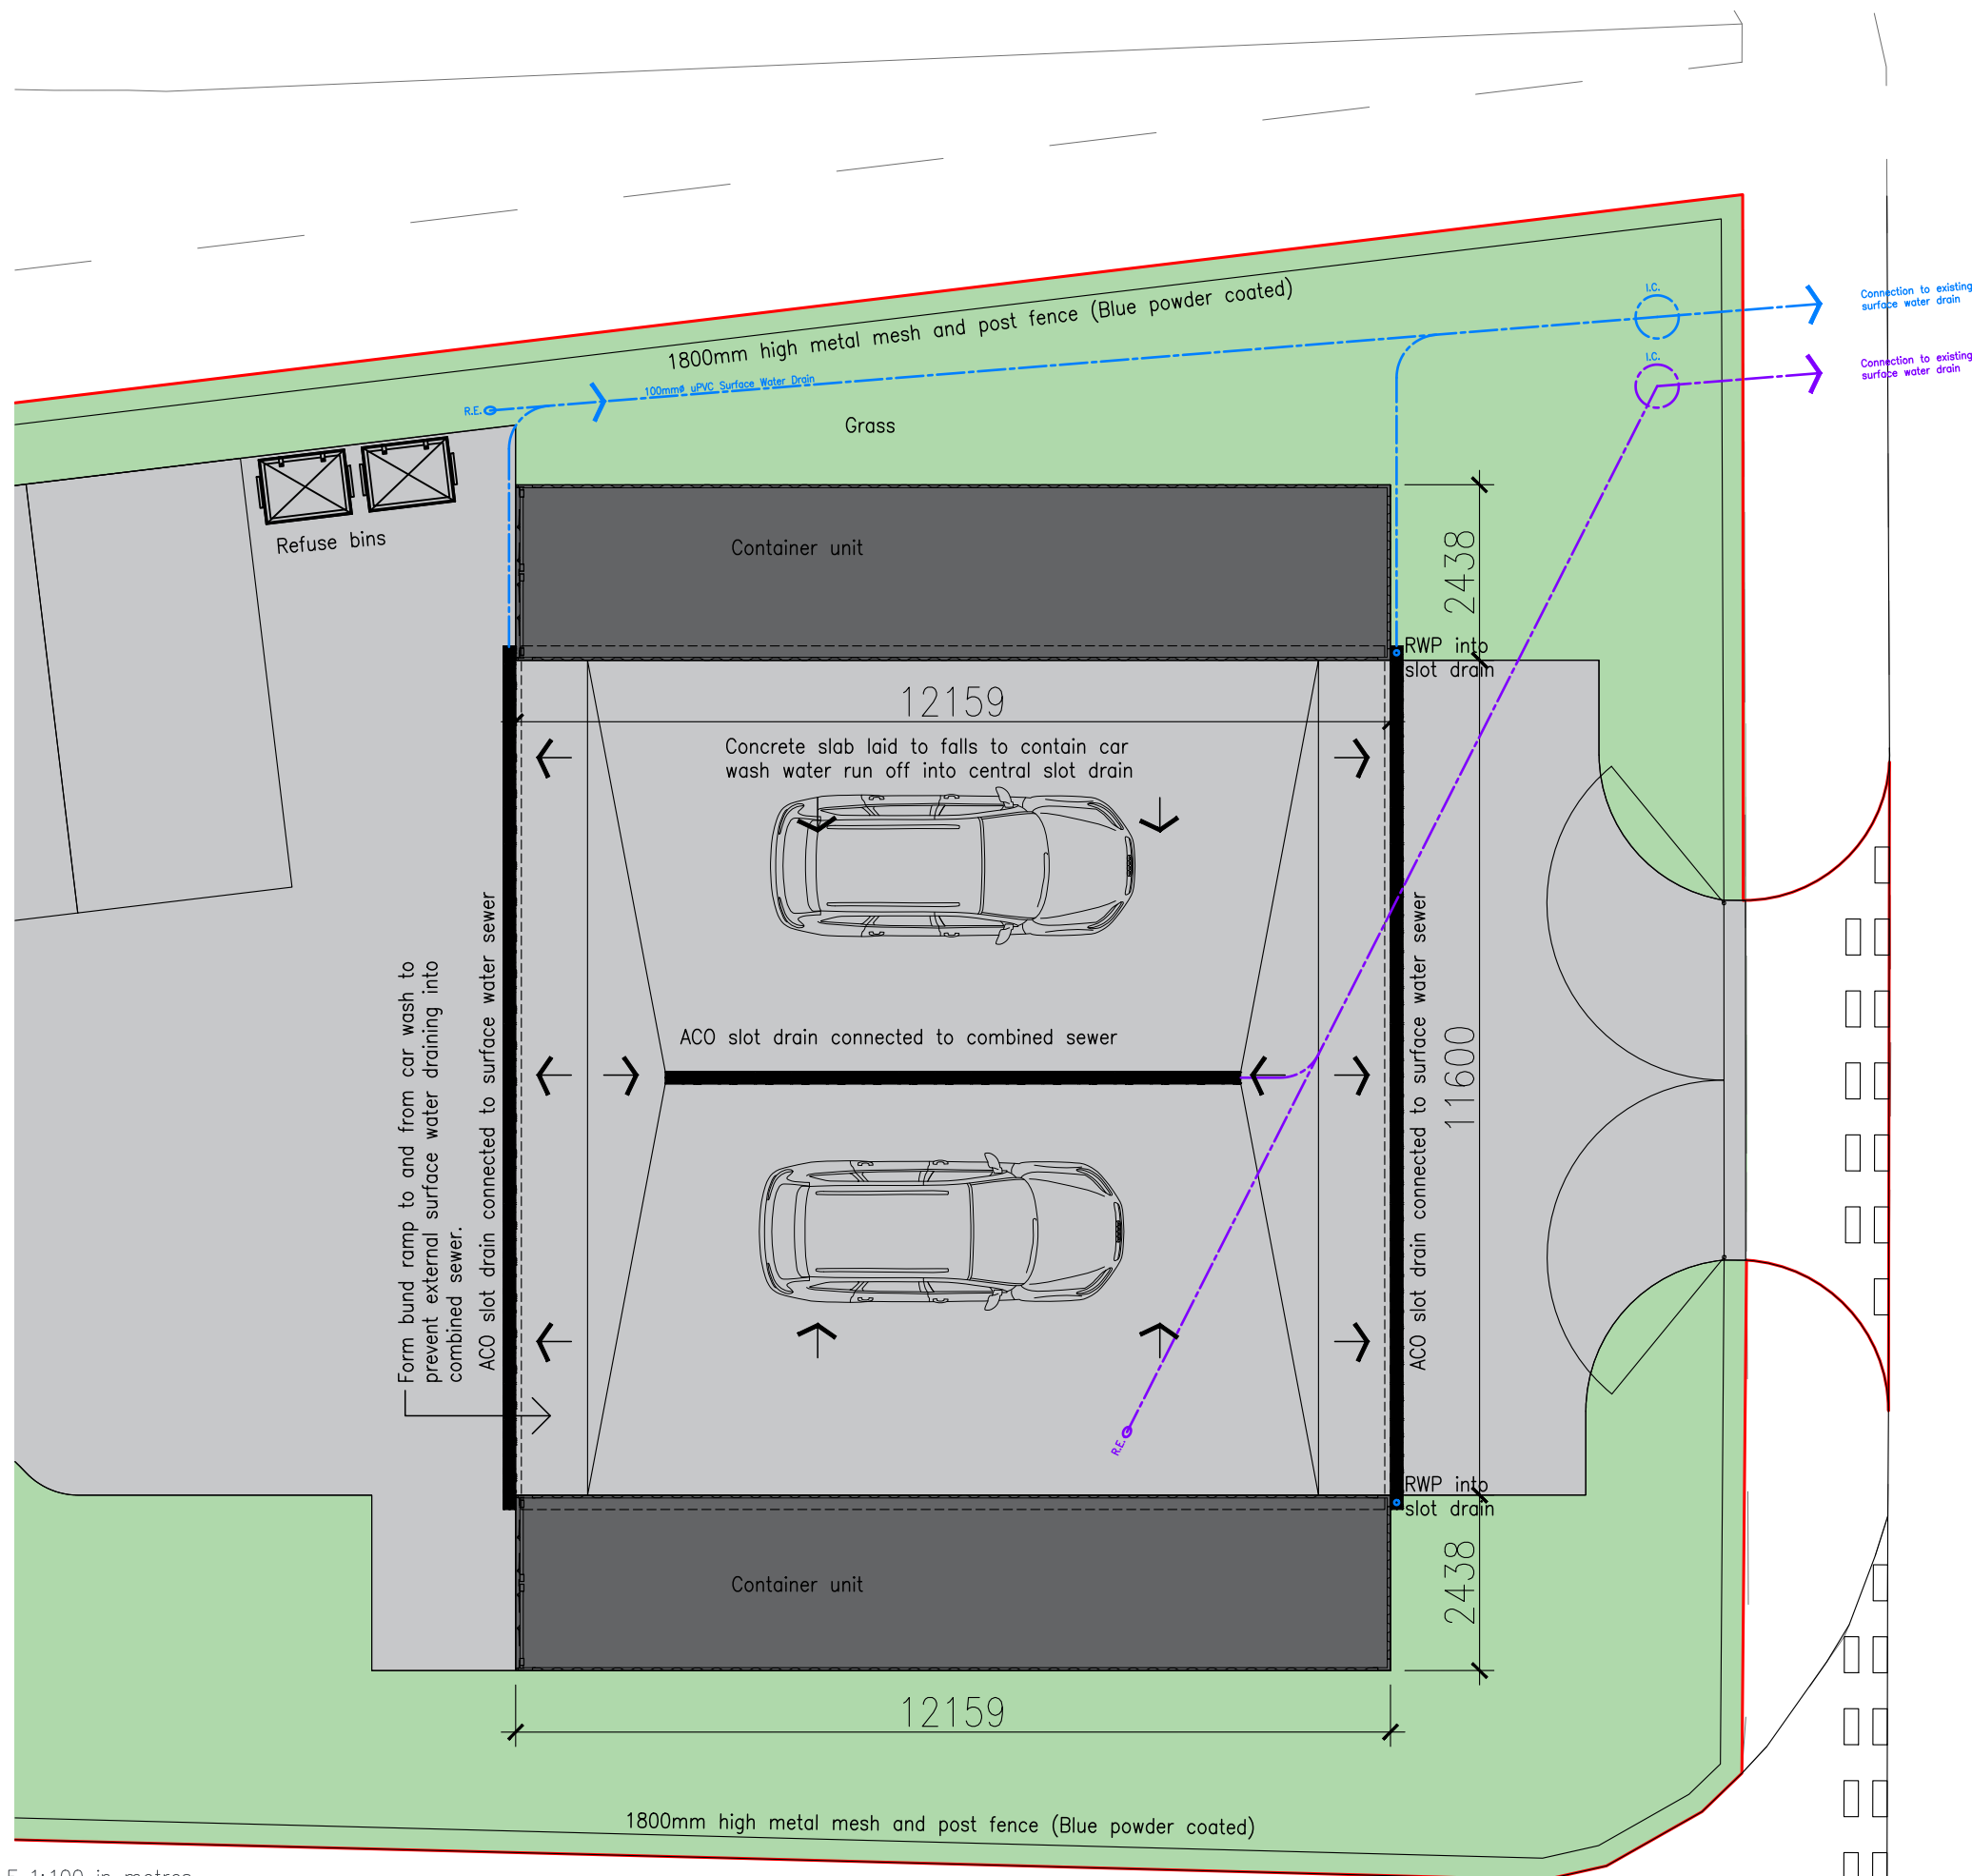 1800mm high metal mesh and post fence (Blue powder coated)
I.C.
Connection to existing
surface water drain
I.C.
Connection to existing
surface water drain
R.E.
100mmø uPVC Surface Water Drain
Grass
Refuse bins
Container unit
2438
RWP into
slot drain
12159
Concrete slab laid to falls to contain car
wash water run off into central slot drain
Form bund ramp to and from car wash to
prevent external surface water draining into
combined sewer.
ACO slot drain connected to surface water sewer
ACO slot drain connected to combined sewer
ACO slot drain connected to surface water sewer
11600
R.E.
RWP into
slot drain
Container unit
2438
12159
1800mm high metal mesh and post fence (Blue powder coated)
1:100 in metres